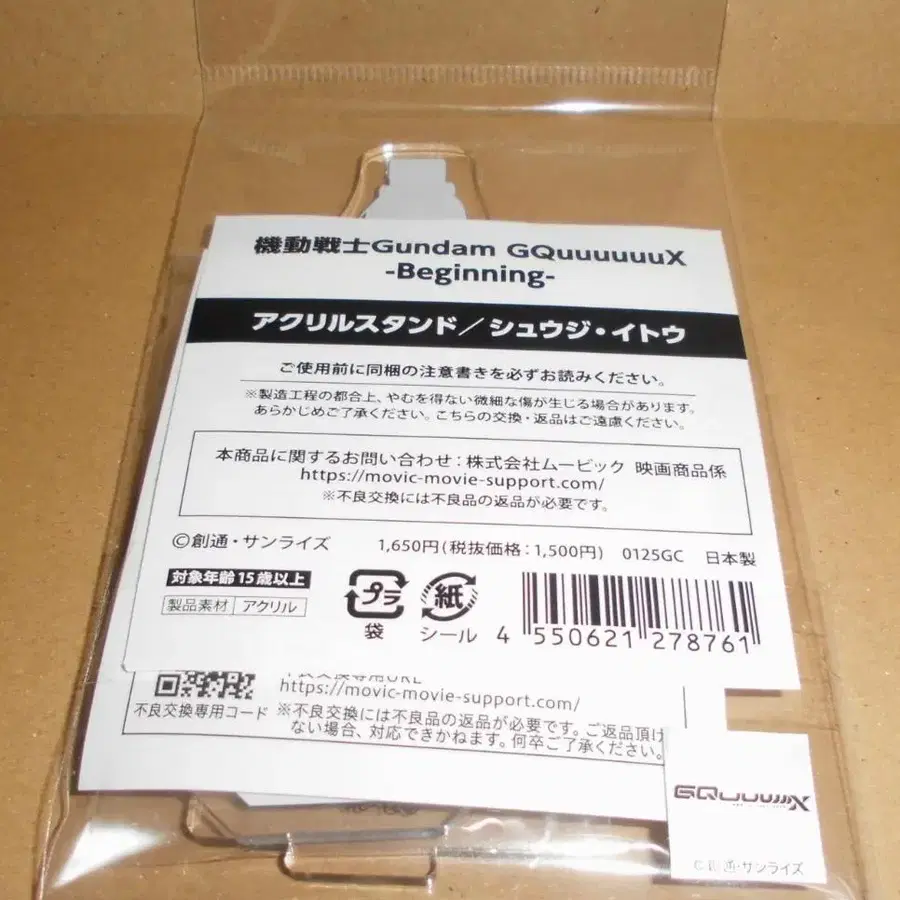 機動戦士Gundam GQuuuuuuX
-Beginning-
アクリルスタンド／シュウジ・イトウ
ご使用前に同梱の注意書きを必ずお読みください。
※製造工程の都合上、やむを得ない微細な傷が生じる場合があります。
あらかじめご了承ください。こちらの交換・返品はご遠慮ください。
本商品に関するお問い合わせ：株式会社ムービック 映画商品係
https://movic-movie-support.com/
※不良交換には不良品の返品が必要です。
©創通・サンライズ 1,650円(税抜価格：1,500円) 0125GC 日本製
対象年齢15歳以上
製品素材 アクリル
プラ
袋
紙
シール
4 550621 278761
不良交換専用URL
https://movic-movie-support.com/
不良交換専用コード
※不良交換には不良品の返品が必要です。ご返品頂け
ない場合、対応できかねます。何卒ご了承ください。
GQuuuuuuX
©創通・サンライズ